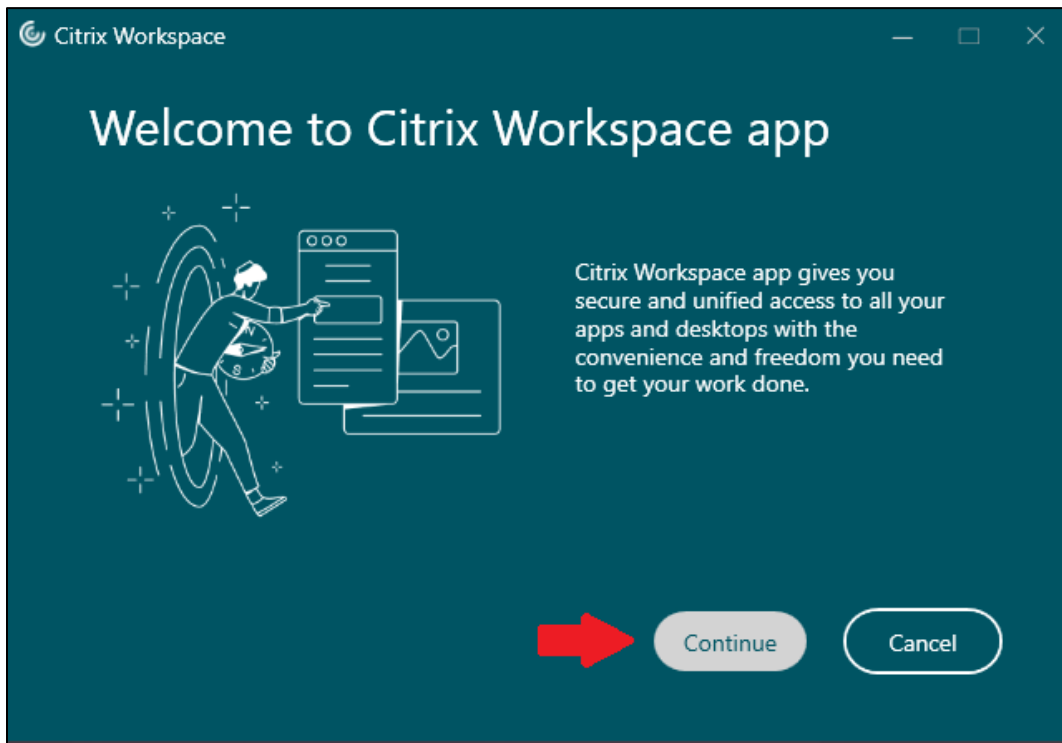 Citrix Workspace
Welcome to Citrix Workspace app
Citrix Workspace app gives you
secure and unified access to all your
apps and desktops with the
convenience and freedom you need
to get your work done.
N
S
Continue
Cancel